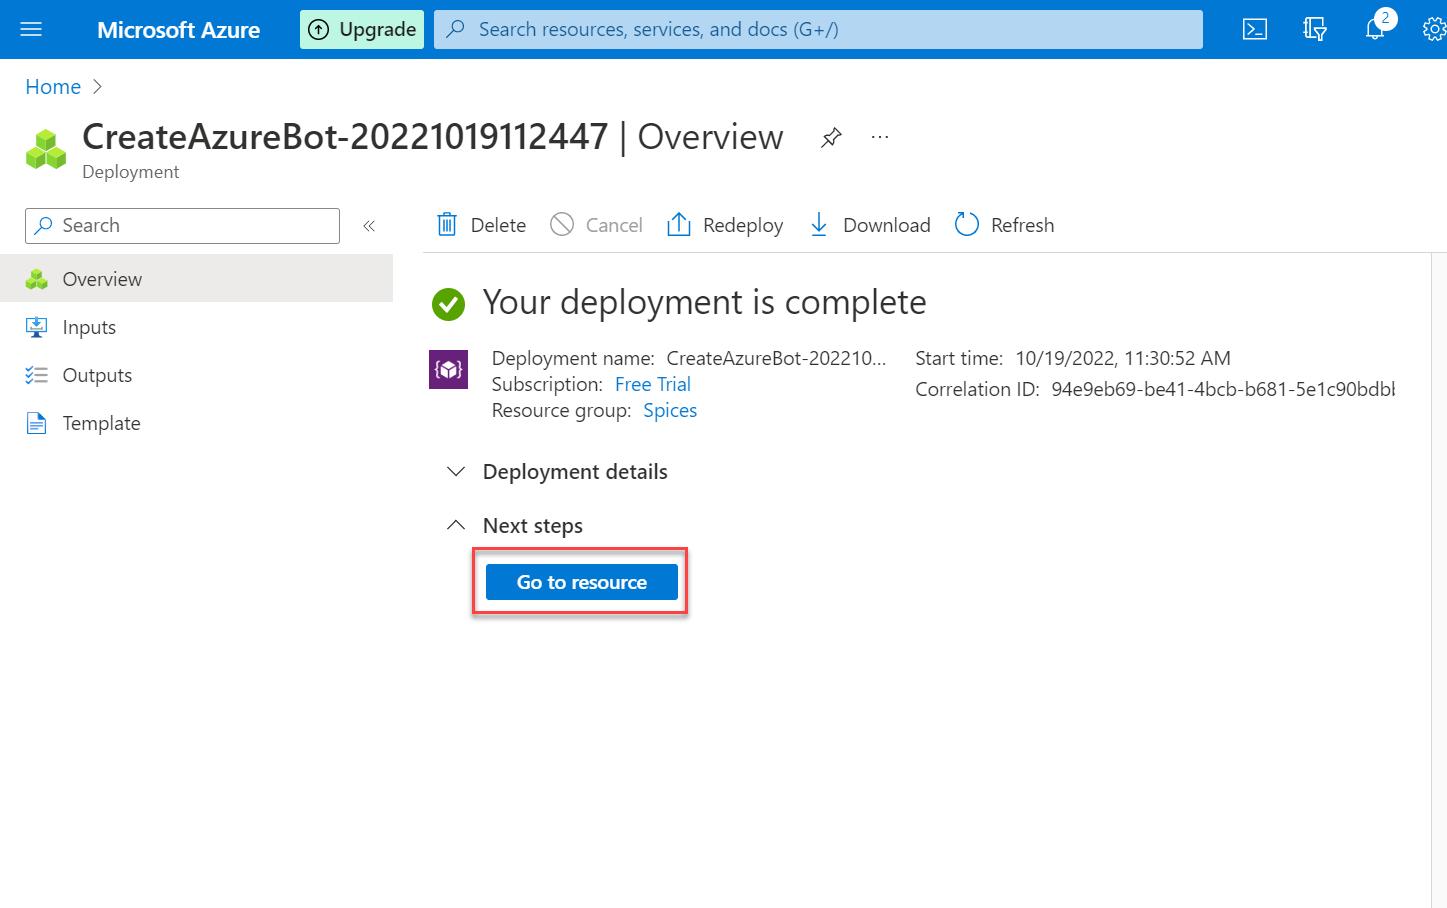 Microsoft Azure
Upgrade
Search resources, services, and docs (G+/)
2
Home
CreateAzureBot-20221019112447 | Overview
Deployment
Search
Delete
Cancel
Redeploy
Download
Refresh
Overview
Inputs
Outputs
Template
Your deployment is complete
Deployment name: CreateAzureBot-202210...
Subscription: Free Trial
Resource group: Spices
Start time: 10/19/2022, 11:30:52 AM
Correlation ID: 94e9eb69-be41-4bcb-b681-5e1c90bdb
Deployment details
Next steps
Go to resource